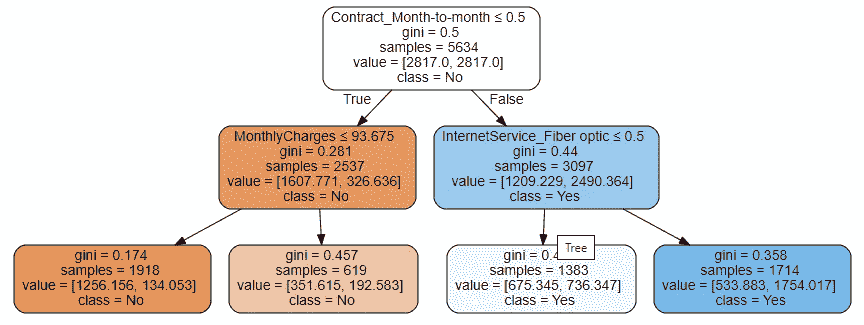 Contract_Month-to-month ≤ 0.5
gini = 0.5
samples = 5634
value = [2817.0, 2817.0]
class = No
True
False
MonthlyCharges ≤ 93.675
gini = 0.281
samples = 2537
value = [1607.771, 326.636]
class = No
InternetService_Fiber optic ≤ 0.5
gini = 0.44
samples = 3097
value = [1209.229, 2490.364]
class = Yes
gini = 0.174
samples = 1918
value = [1256.156, 134.053]
class = No
gini = 0.457
samples = 619
value = [351.615, 192.583]
class = No
gini =
Tree
samples = 1383
value = [675.345, 736.347]
class = Yes
gini = 0.358
samples = 1714
value = [533.883, 1754.017]
class = Yes